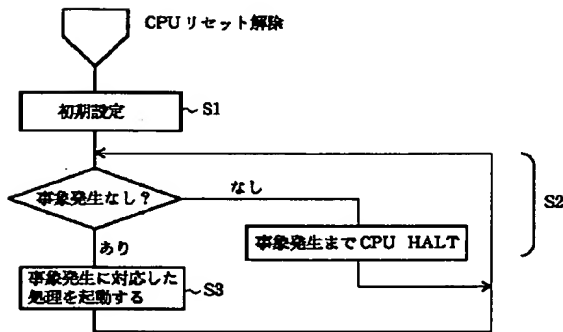 CPUリセット解除
初期設定
S1
事象発生なし?
なし
S2
事象発生までCPU HALT
あり
事象発生に対応した
処理を起動する
S3